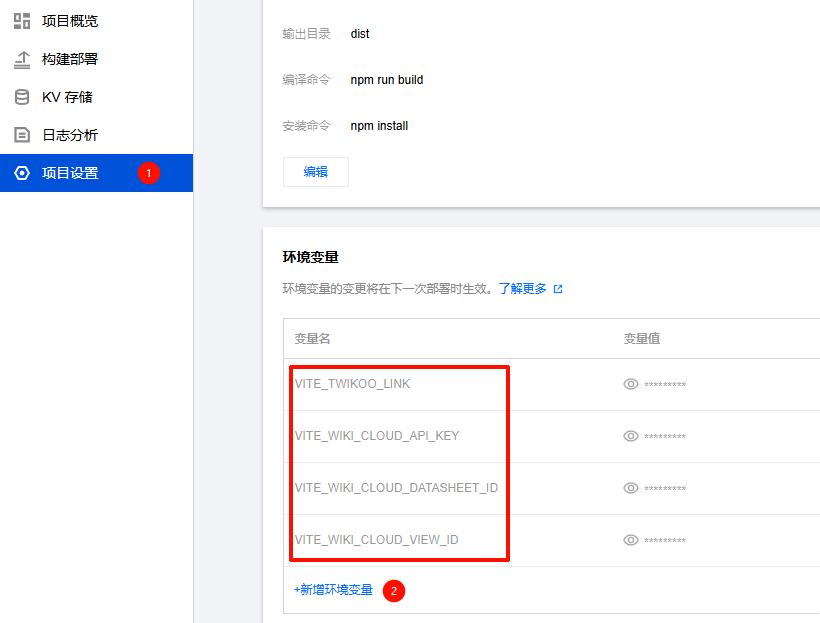 项目概览
构建部署
KV 存储
日志分析
项目设置 1
输出目录 dist
编译命令 npm run build
安装命令 npm install
编辑
环境变量
环境变量的变更将在下一次部署时生效。了解更多
变量名 变量值
VITE_TWIKOO_LINK *********
VITE_WIKI_CLOUD_API_KEY *********
VITE_WIKI_CLOUD_DATASHEET_ID *********
VITE_WIKI_CLOUD_VIEW_ID *********
+新增环境变量 2